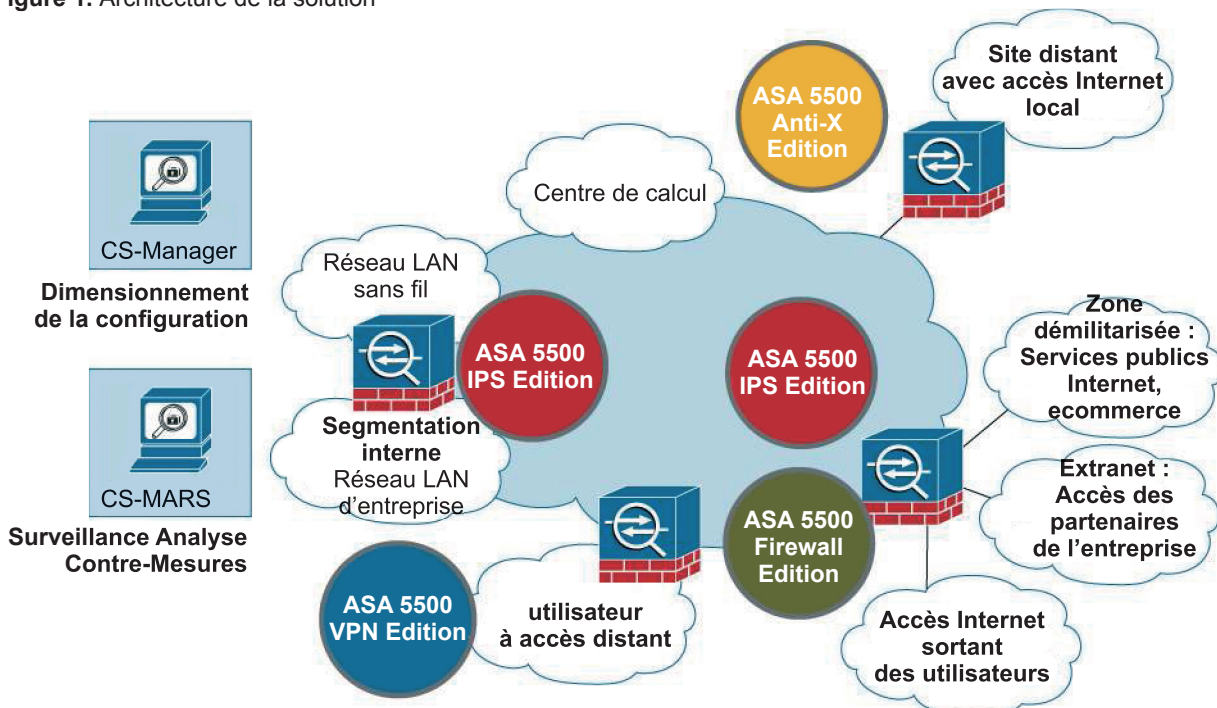 Figure 1. Architecture de la solution
Site distant
avec accès Internet
local
ASA 5500
Anti-X
Edition
Centre de calcul
CS-Manager
Dimensionnement
de la configuration
Réseau LAN
sans fil
ASA 5500
IPS Edition
ASA 5500
IPS Edition
Zone
démilitarisée :
Services publics
Internet,
ecommerce
CS-MARS
Surveillance Analyse
Contre-Mesures
Segmentation
interne
Réseau LAN
d’entreprise
Extranet :
Accès des
partenaires
de l’entreprise
ASA 5500
Firewall
Edition
ASA 5500
VPN Edition
utilisateur
à accès distant
Accès Internet
sortant
des utilisateurs